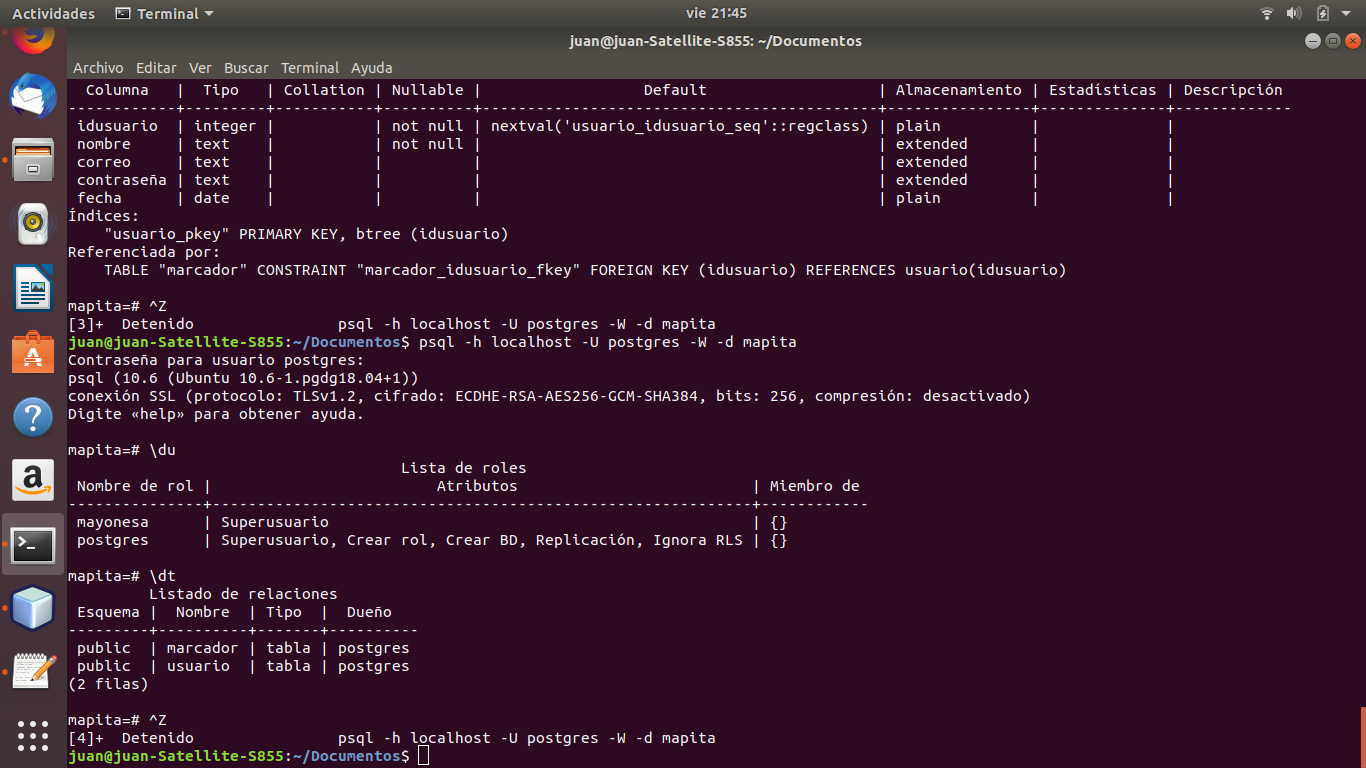 Actividades Terminal vie 21:45
juan@juan-Satellite-S855: ~/Documentos
Archivo Editar Ver Buscar Terminal Ayuda
  Columna   |  Tipo   | Collation | Nullable |                  Default                   | Almacenamiento | Estadísticas | Descripción
------------+---------+-----------+----------+--------------------------------------------+----------------+--------------+-------------
 idusuario  | integer |           | not null | nextval('usuario_idusuario_seq'::regclass) | plain          |              |
 nombre     | text    |           | not null |                                            | extended       |              |
 correo     | text    |           |          |                                            | extended       |              |
 contraseña | text    |           |          |                                            | extended       |              |
 fecha      | date    |           |          |                                            | plain          |              |
Índices:
    "usuario_pkey" PRIMARY KEY, btree (idusuario)
Referenciada por:
    TABLE "marcador" CONSTRAINT "marcador_idusuario_fkey" FOREIGN KEY (idusuario) REFERENCES usuario(idusuario)

mapita=# ^Z
[3]+  Detenido                psql -h localhost -U postgres -W -d mapita
juan@juan-Satellite-S855:~/Documentos$ psql -h localhost -U postgres -W -d mapita
Contraseña para usuario postgres:
psql (10.6 (Ubuntu 10.6-1.pgdg18.04+1))
conexión SSL (protocolo: TLSv1.2, cifrado: ECDHE-RSA-AES256-GCM-SHA384, bits: 256, compresión: desactivado)
Digite «help» para obtener ayuda.

mapita=# \du
                                     Lista de roles
 Nombre de rol |                         Atributos                          | Miembro de
---------------+------------------------------------------------------------+------------
 mayonesa      | Superusuario                                               | {}
 postgres      | Superusuario, Crear rol, Crear BD, Replicación, Ignora RLS | {}

mapita=# \dt
         Listado de relaciones
 Esquema |  Nombre  | Tipo  |  Dueño
---------+----------+-------+----------
 public  | marcador | tabla | postgres
 public  | usuario  | tabla | postgres
(2 filas)

mapita=# ^Z
[4]+  Detenido                psql -h localhost -U postgres -W -d mapita
juan@juan-Satellite-S855:~/Documentos$